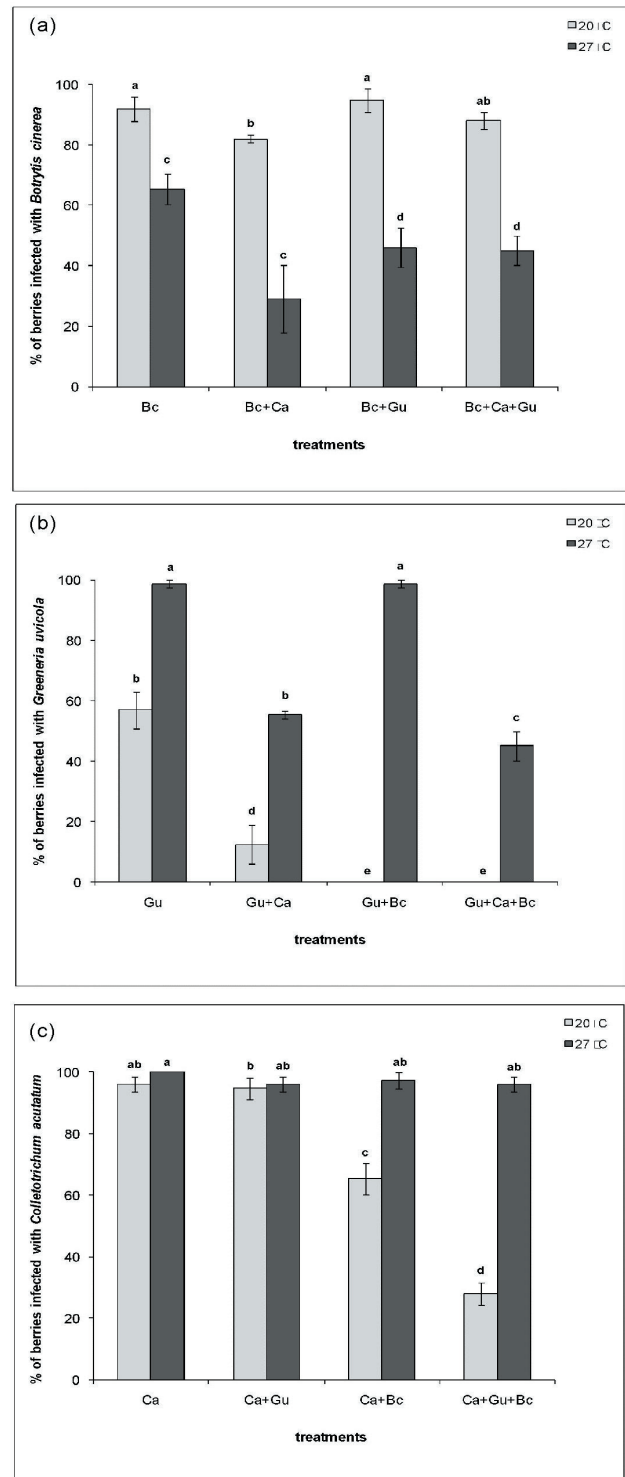 (a)
20ıC
27ıC
% of berries infected with Botrytis cinerea
100
80
60
40
20
0
a
c
b
c
a
d
ab
d
Bc
Bc+Ca
Bc+Gu
Bc+Ca+Gu
treatments
(b)
20□C
27□C
% of berries infected with Greeneria uvicola
100
80
60
40
20
0
b
a
d
b
e
a
e
c
Gu
Gu+Ca
Gu+Bc
Gu+Ca+Bc
treatments
(c)
20ıC
27□C
% of berries infected with Colletotrichum acutatum
100
80
60
40
20
0
ab
a
b
ab
c
ab
d
ab
Ca
Ca+Gu
Ca+Bc
Ca+Gu+Bc
treatments